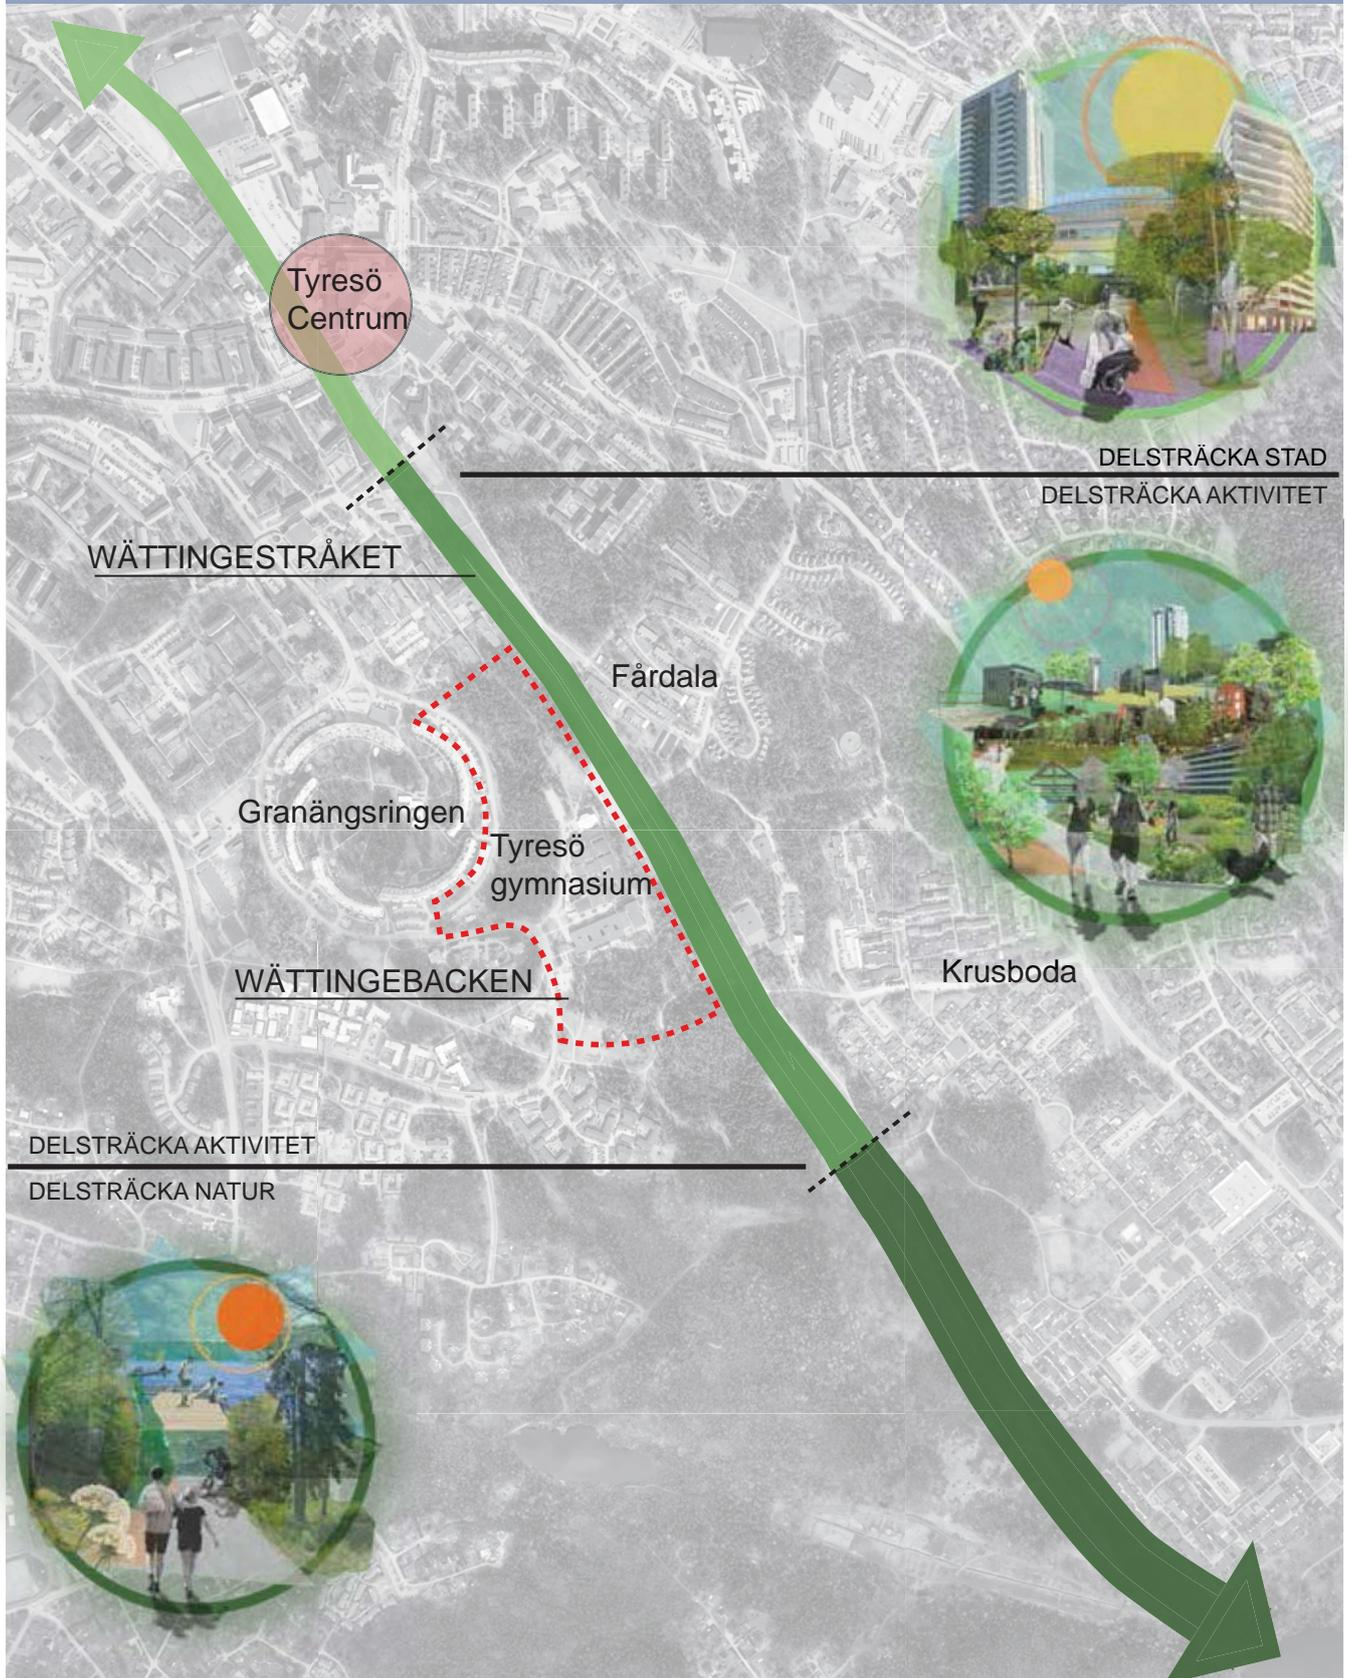 Tyresö
Centrum
DELSTRÄCKA STAD
DELSTRÄCKA AKTIVITET
WÄTTINGESTRÅKET
Fårdala
Granängsringen
Tyresö
gymnasium
Krusboda
WÄTTINGEBACKEN
DELSTRÄCKA AKTIVITET
DELSTRÄCKA NATUR